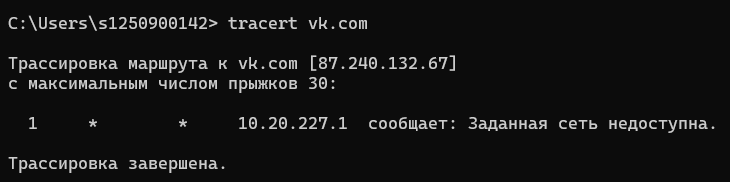 C:\Users\s1250900142> tracert vk.com
Трассировка маршрута к vk.com [87.240.132.67]
с максимальным числом прыжков 30:
1 * * 10.20.227.1 сообщает: Заданная сеть недоступна.
Трассировка завершена.